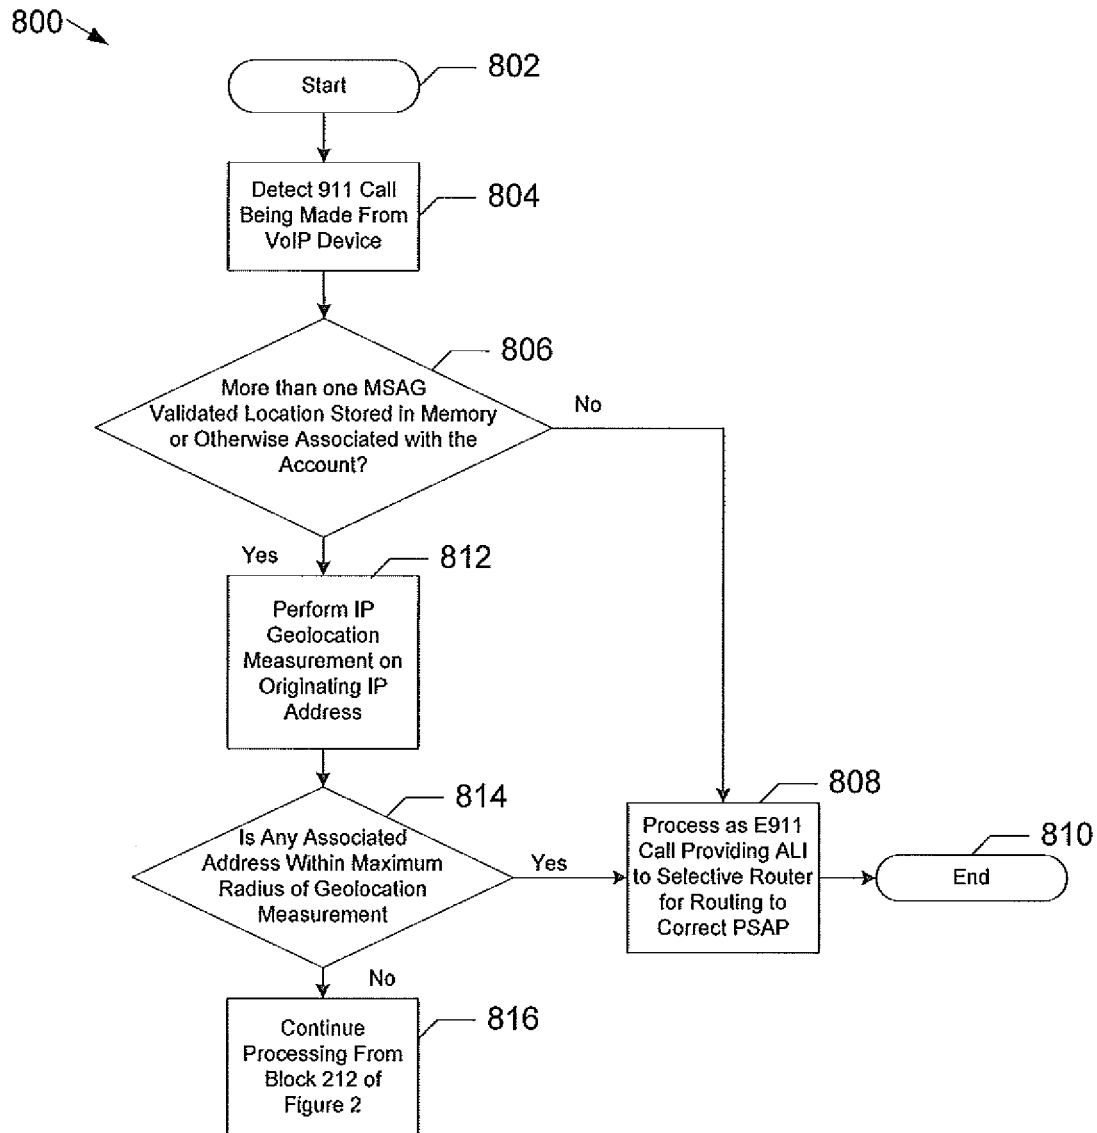 800
Start
802
Detect 911 Call
Being Made From
VoIP Device
804
806
More than one MSAG
Validated Location Stored in Memory
or Otherwise Associated with the
Account?
No
Yes
812
Perform IP
Geolocation
Measurement on
Originating IP
Address
814
Is Any Associated
Address Within Maximum
Radius of Geolocation
Measurement
Yes
808
Process as E911
Call Providing ALI
to Selective Router
for Routing to
Correct PSAP
810
End
No
Continue
Processing From
Block 212 of
Figure 2
816